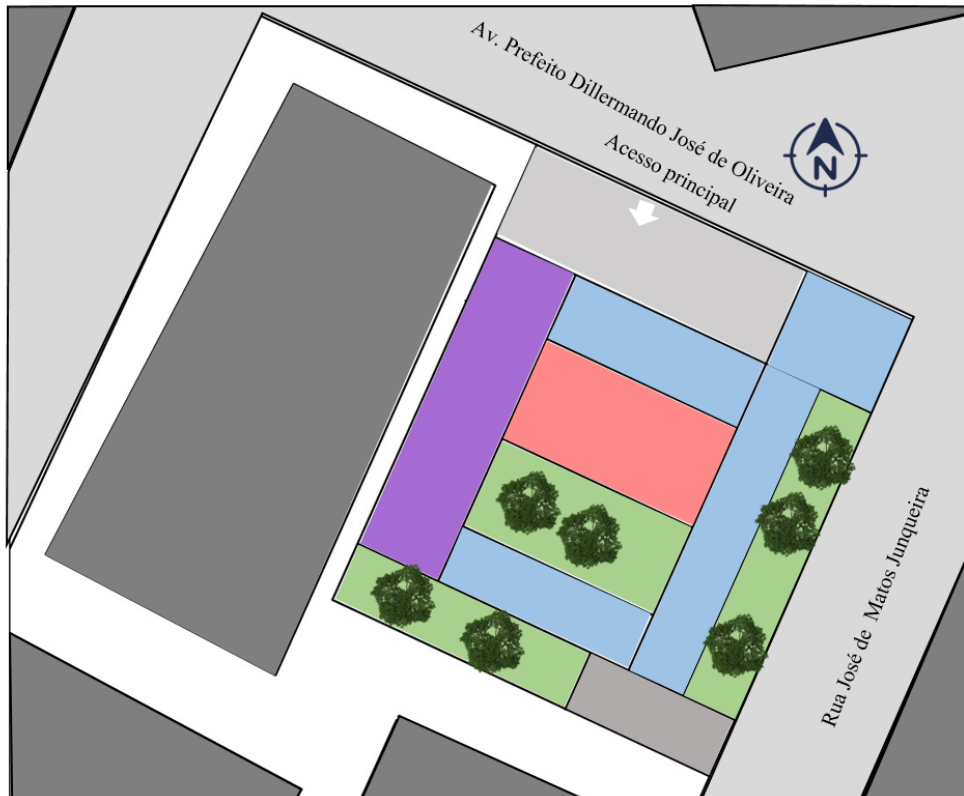 Av. Prefeito Dillermando José de Oliveira
Acesso principal
N
Rua José de Matos Junqueira